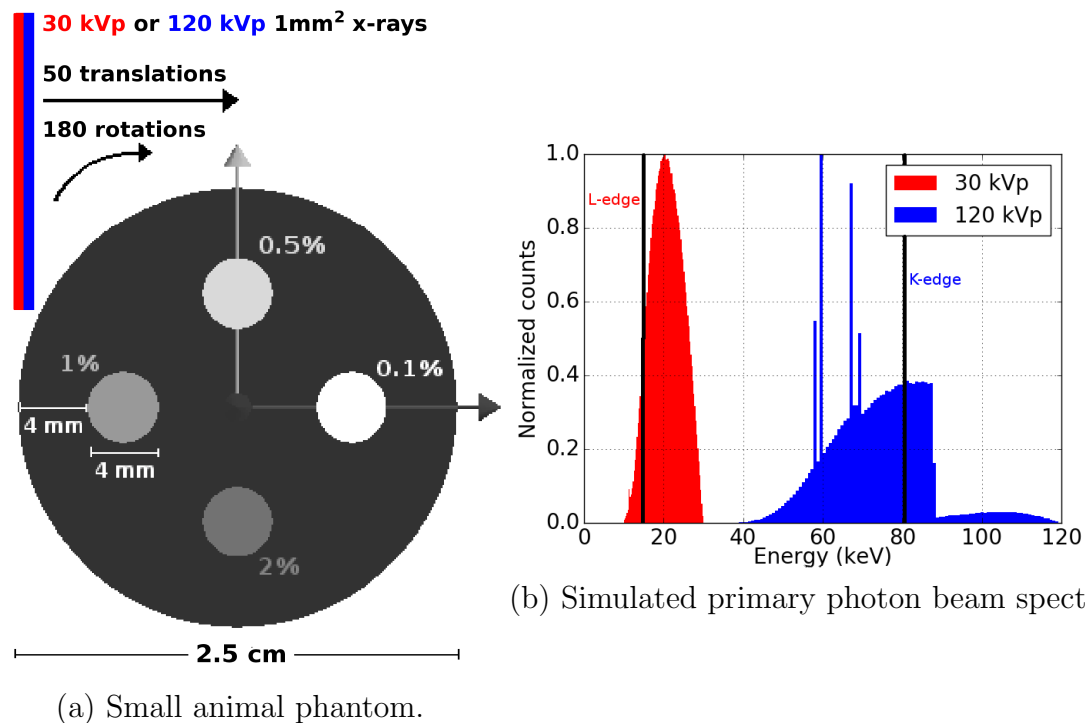 30 kVp or 120 kVp 1mm² x-rays
50 translations
180 rotations
0.5%
1%
0.1%
4 mm
4 mm
2%
2.5 cm
(a) Small animal phantom.
1.0
0.8
0.6
0.4
0.2
0.0
Normalized counts
L-edge
30 kVp
120 kVp
K-edge
0 20 40 60 80 100 120
Energy (keV)
(b) Simulated primary photon beam spect